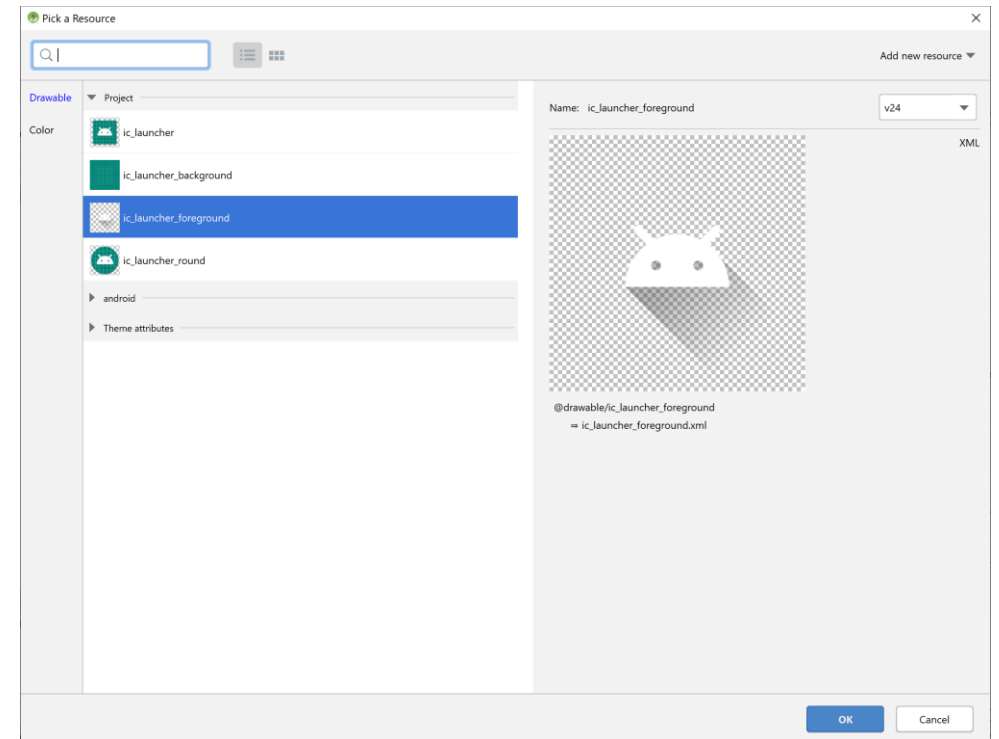 Pick a Resource
Add new resource
Drawable
Color
Project
ic_launcher
ic_launcher_background
ic_launcher_foreground
ic_launcher_round
android
Theme attributes
Name: ic_launcher_foreground
v24
XML
@drawable/ic_launcher_foreground
⇒ ic_launcher_foreground.xml
OK
Cancel